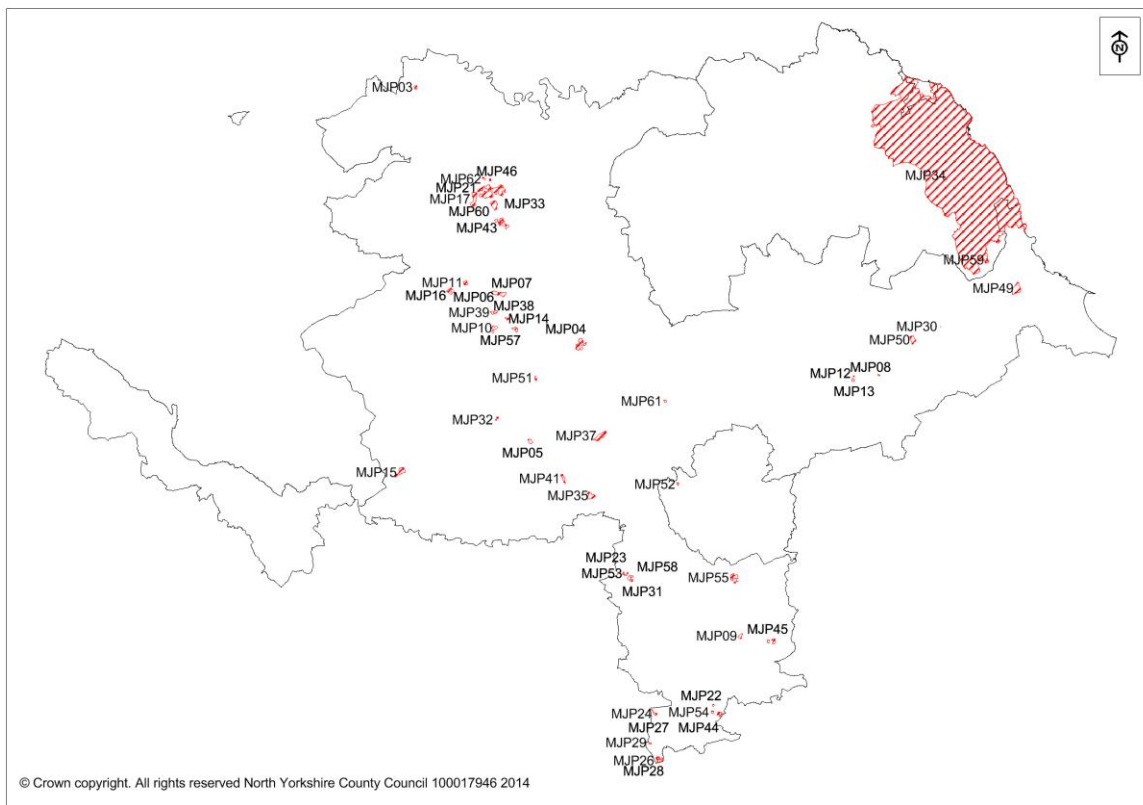 N
MJP03
MJP46
MJP62
MJP21
MJP17
MJP33
MJP60
MJP43
MJP34
MJP59
MJP49
MJP11
MJP07
MJP16
MJP06
MJP38
MJP39
MJP14
MJP10
MJP04
MJP57
MJP30
MJP50
MJP08
MJP12
MJP13
MJP51
MJP61
MJP32
MJP37
MJP05
MJP15
MJP41
MJP52
MJP35
MJP23
MJP58
MJP53
MJP55
MJP31
MJP45
MJP09
MJP22
MJP24
MJP54
MJP27
MJP44
MJP29
MJP26
MJP28
© Crown copyright. All rights reserved North Yorkshire County Council 100017946 2014